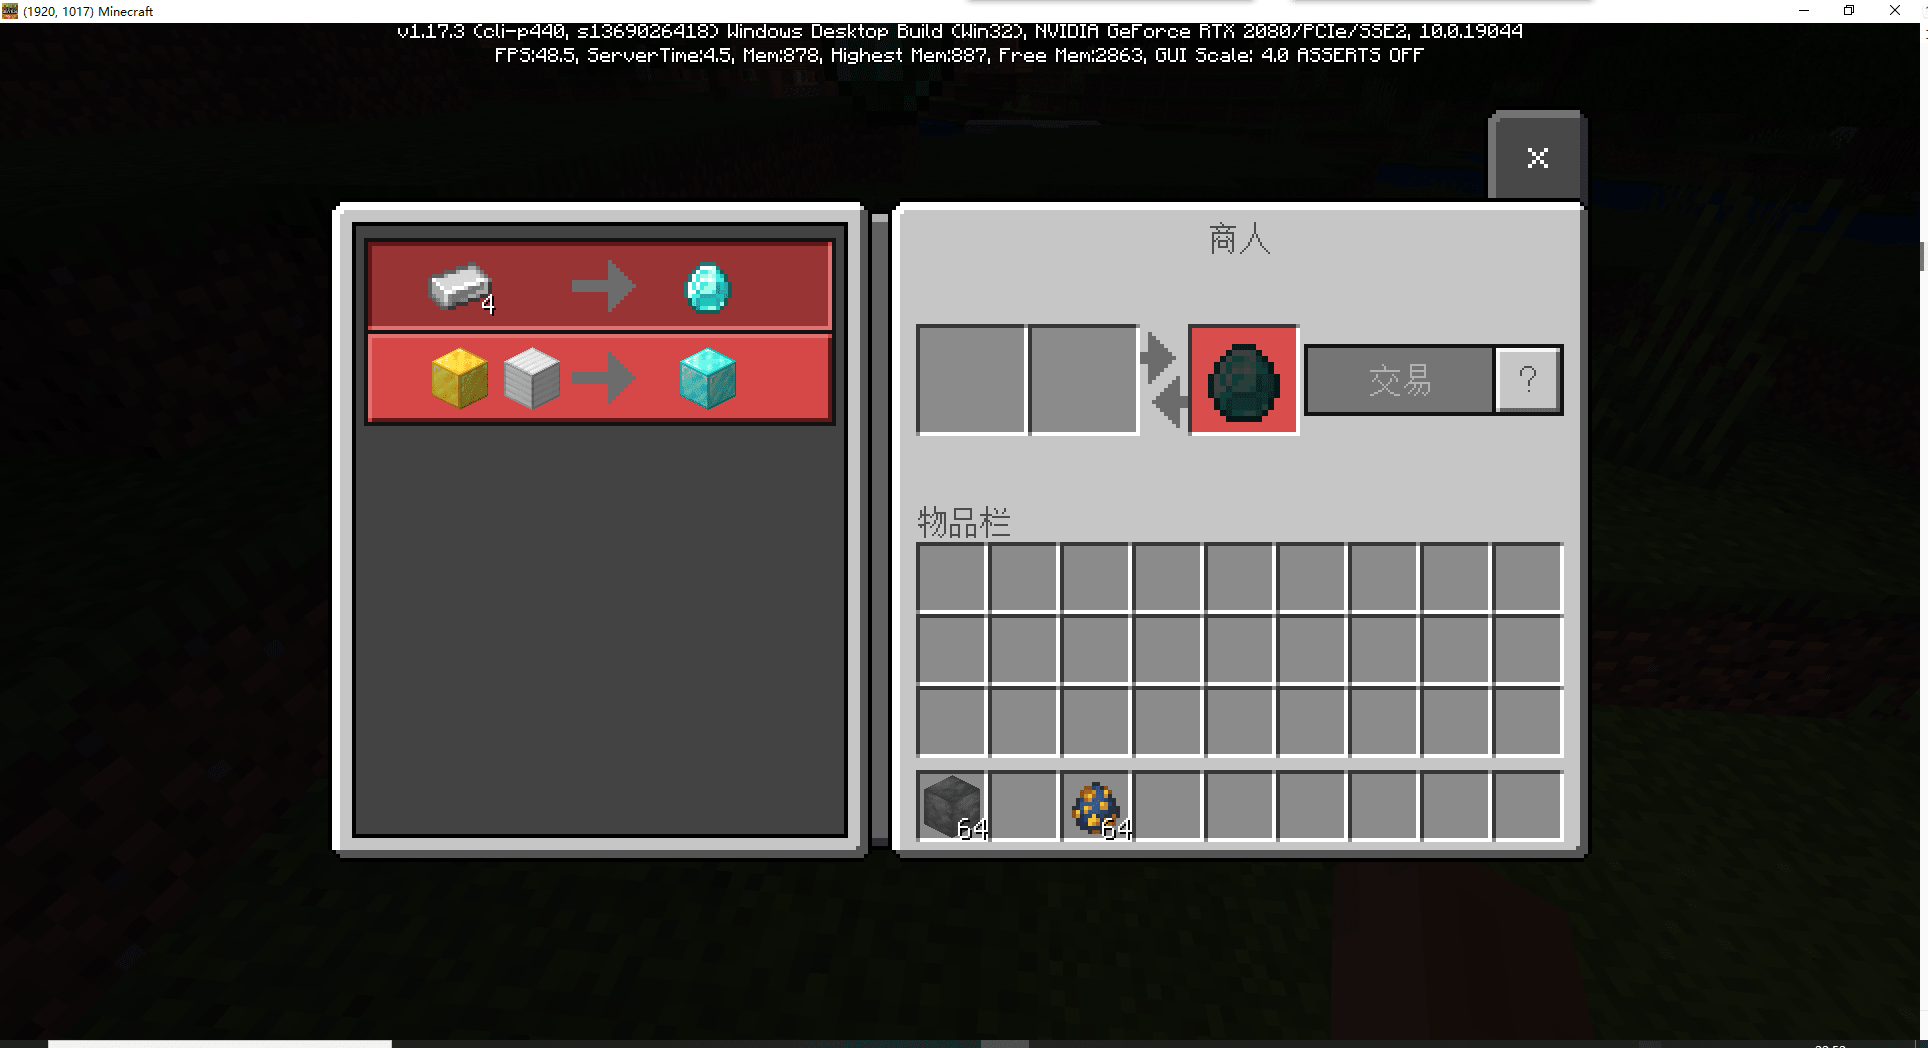 (1920, 1017) Minecraft
v1.17.3 (cli-p440, s1369026418) Windows Desktop Build (Win32), NVIDIA GeForce RTX 2080/PCIe/SSE2, 10.0.19044
FPS:48.5, ServerTime:4.5, Mem:878, Highest Mem:887, Free Mem:2863, GUI Scale: 4.0 ASSERTS OFF
商人
4
交易
?
物品栏
64
64